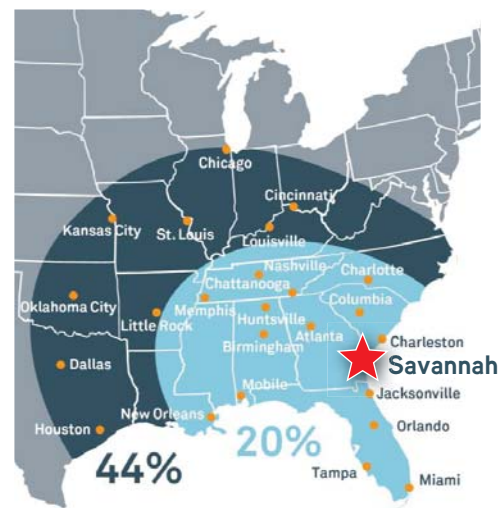 Chicago
Cincinnati
Kansas City
St. Louis
Louisville
Nashville
Charlotte
Chattanooga
Oklahoma City
Memphis
Columbia
Little Rock
Huntsville
Atlanta
Charleston
Birmingham
Savannah
Dallas
Mobile
Jacksonville
New Orleans
Houston
Orlando
20%
44%
Tampa
Miami